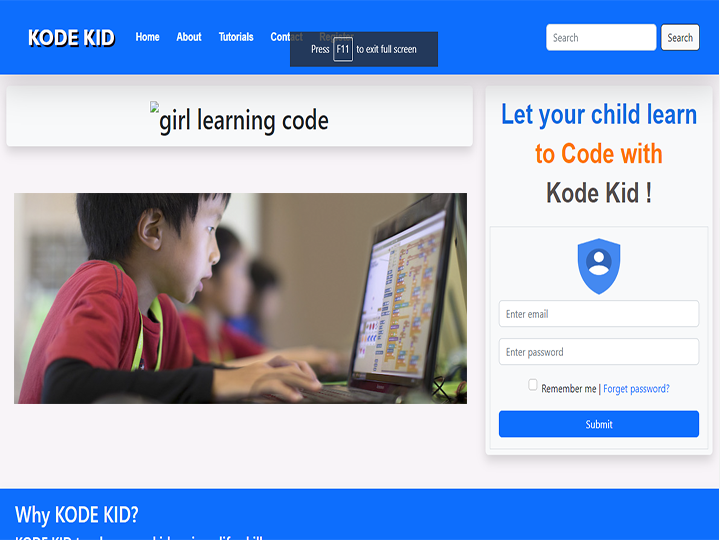 KODE KID
Home About Tutorials Contact Register
Press F11 to exit full screen
Search Search
girl learning code
Let your child learn
to Code with
Kode Kid !
Enter email
Enter password
Remember me | Forget password?
Submit
Why KODE KID?
KODE KID